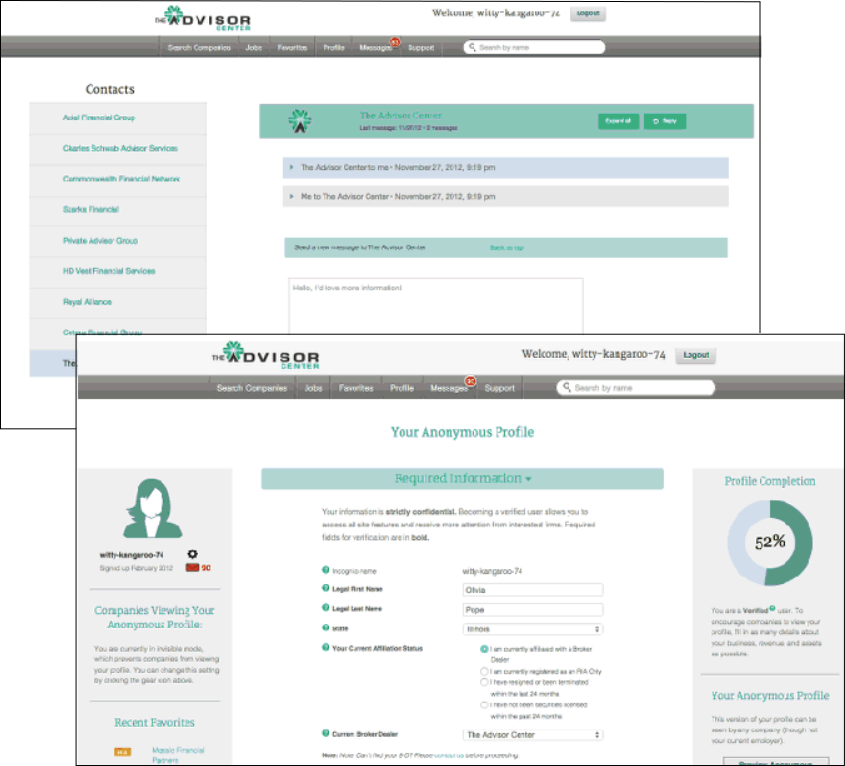 THE ADVISOR CENTER
Welcome, witty-kangaroo-74
Logout
Search Companies Jobs Favorites Profile Messages Support
Search by name
Contacts
Axial Financial Group
Charles Schwab Advisor Services
Commonwealth Financial Network
Szarka Financial
Private Advisor Group
HD Vest Financial Services
Royal Alliance
The
The Advisor Center
Last message: 11/27/12 • 2 messages
Expand all
Reply
The Advisor Center to me • November 27, 2012, 9:19 pm
Me to The Advisor Center • November 27, 2012, 9:19 pm
Send a new message to The Advisor Center
Back to top
Hello, I'd love more information!
THE ADVISOR CENTER
Welcome, witty-kangaroo-74
Logout
Search Companies Jobs Favorites Profile Messages 90 Support
Search by name
Your Anonymous Profile
witty-kangaroo-74
Signed up February 2012
90
Companies Viewing Your
Anonymous Profile:
You are currently in invisible mode,
which prevents companies from viewing
your profile. You can change this setting
by clicking the gear icon above.
Recent Favorites
Mosaic Financial
Partners
Required Information
Your information is strictly confidential. Becoming a verified user allows you to
access all site features and receive more attention from interested firms. Required
fields for verification are in bold.
Incognito name witty-kangaroo-74
Legal First Name Olivia
Legal Last Name Pope
State Illinois
Your Current Affiliation Status
I am currently affiliated with a Broker
Dealer
I am currently registered as an RIA Only
I have resigned or been terminated
within the last 24 months
I have not been securities licensed
within the past 24 months
Current Broker Dealer The Advisor Center
Note: Note: Can't find your B-D? Please contact us before proceeding.
Profile Completion
52%
You are a Verified user. To
encourage companies to view your
profile, fill in as many details about
your business, revenue and assets
as possible.
Your Anonymous Profile
This version of your profile can be
seen by any company (though not
your current employer).
Preview Anonymous